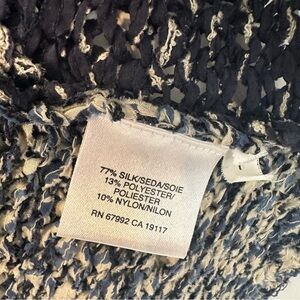 77% SILK/SEDA/SOIE
13% POLYESTER/
POLIESTER
10% NYLON/NILON
RN 67992 CA 19117